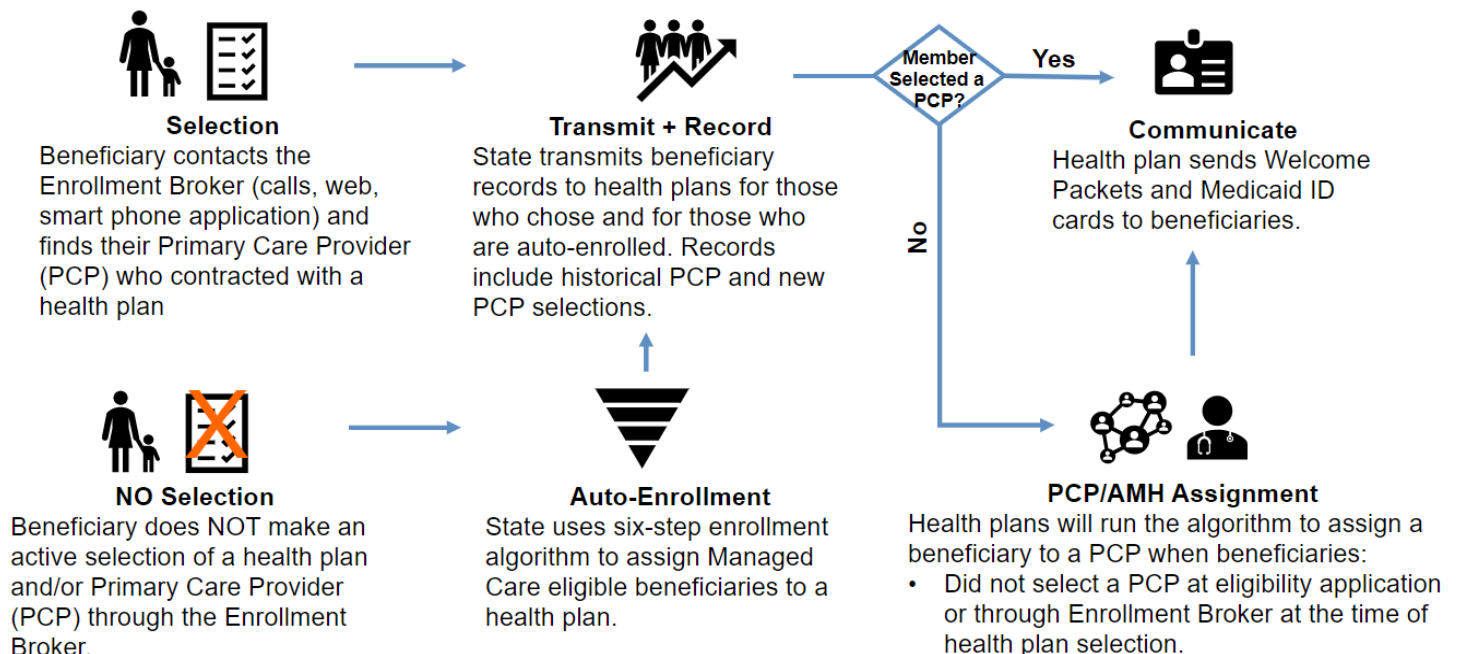 Selection
Beneficiary contacts the
Enrollment Broker (calls, web,
smart phone application) and
finds their Primary Care Provider
(PCP) who contracted with a
health plan
Transmit + Record
State transmits beneficiary
records to health plans for those
who chose and for those who
are auto-enrolled. Records
include historical PCP and new
PCP selections.
Member
Selected a
PCP?
Yes
No
Communicate
Health plan sends Welcome
Packets and Medicaid ID
cards to beneficiaries.
NO Selection
Beneficiary does NOT make an
active selection of a health plan
and/or Primary Care Provider
(PCP) through the Enrollment
Broker.
Auto-Enrollment
State uses six-step enrollment
algorithm to assign Managed
Care eligible beneficiaries to a
health plan.
PCP/AMH Assignment
Health plans will run the algorithm to assign a
beneficiary to a PCP when beneficiaries:
• Did not select a PCP at eligibility application
or through Enrollment Broker at the time of
health plan selection.